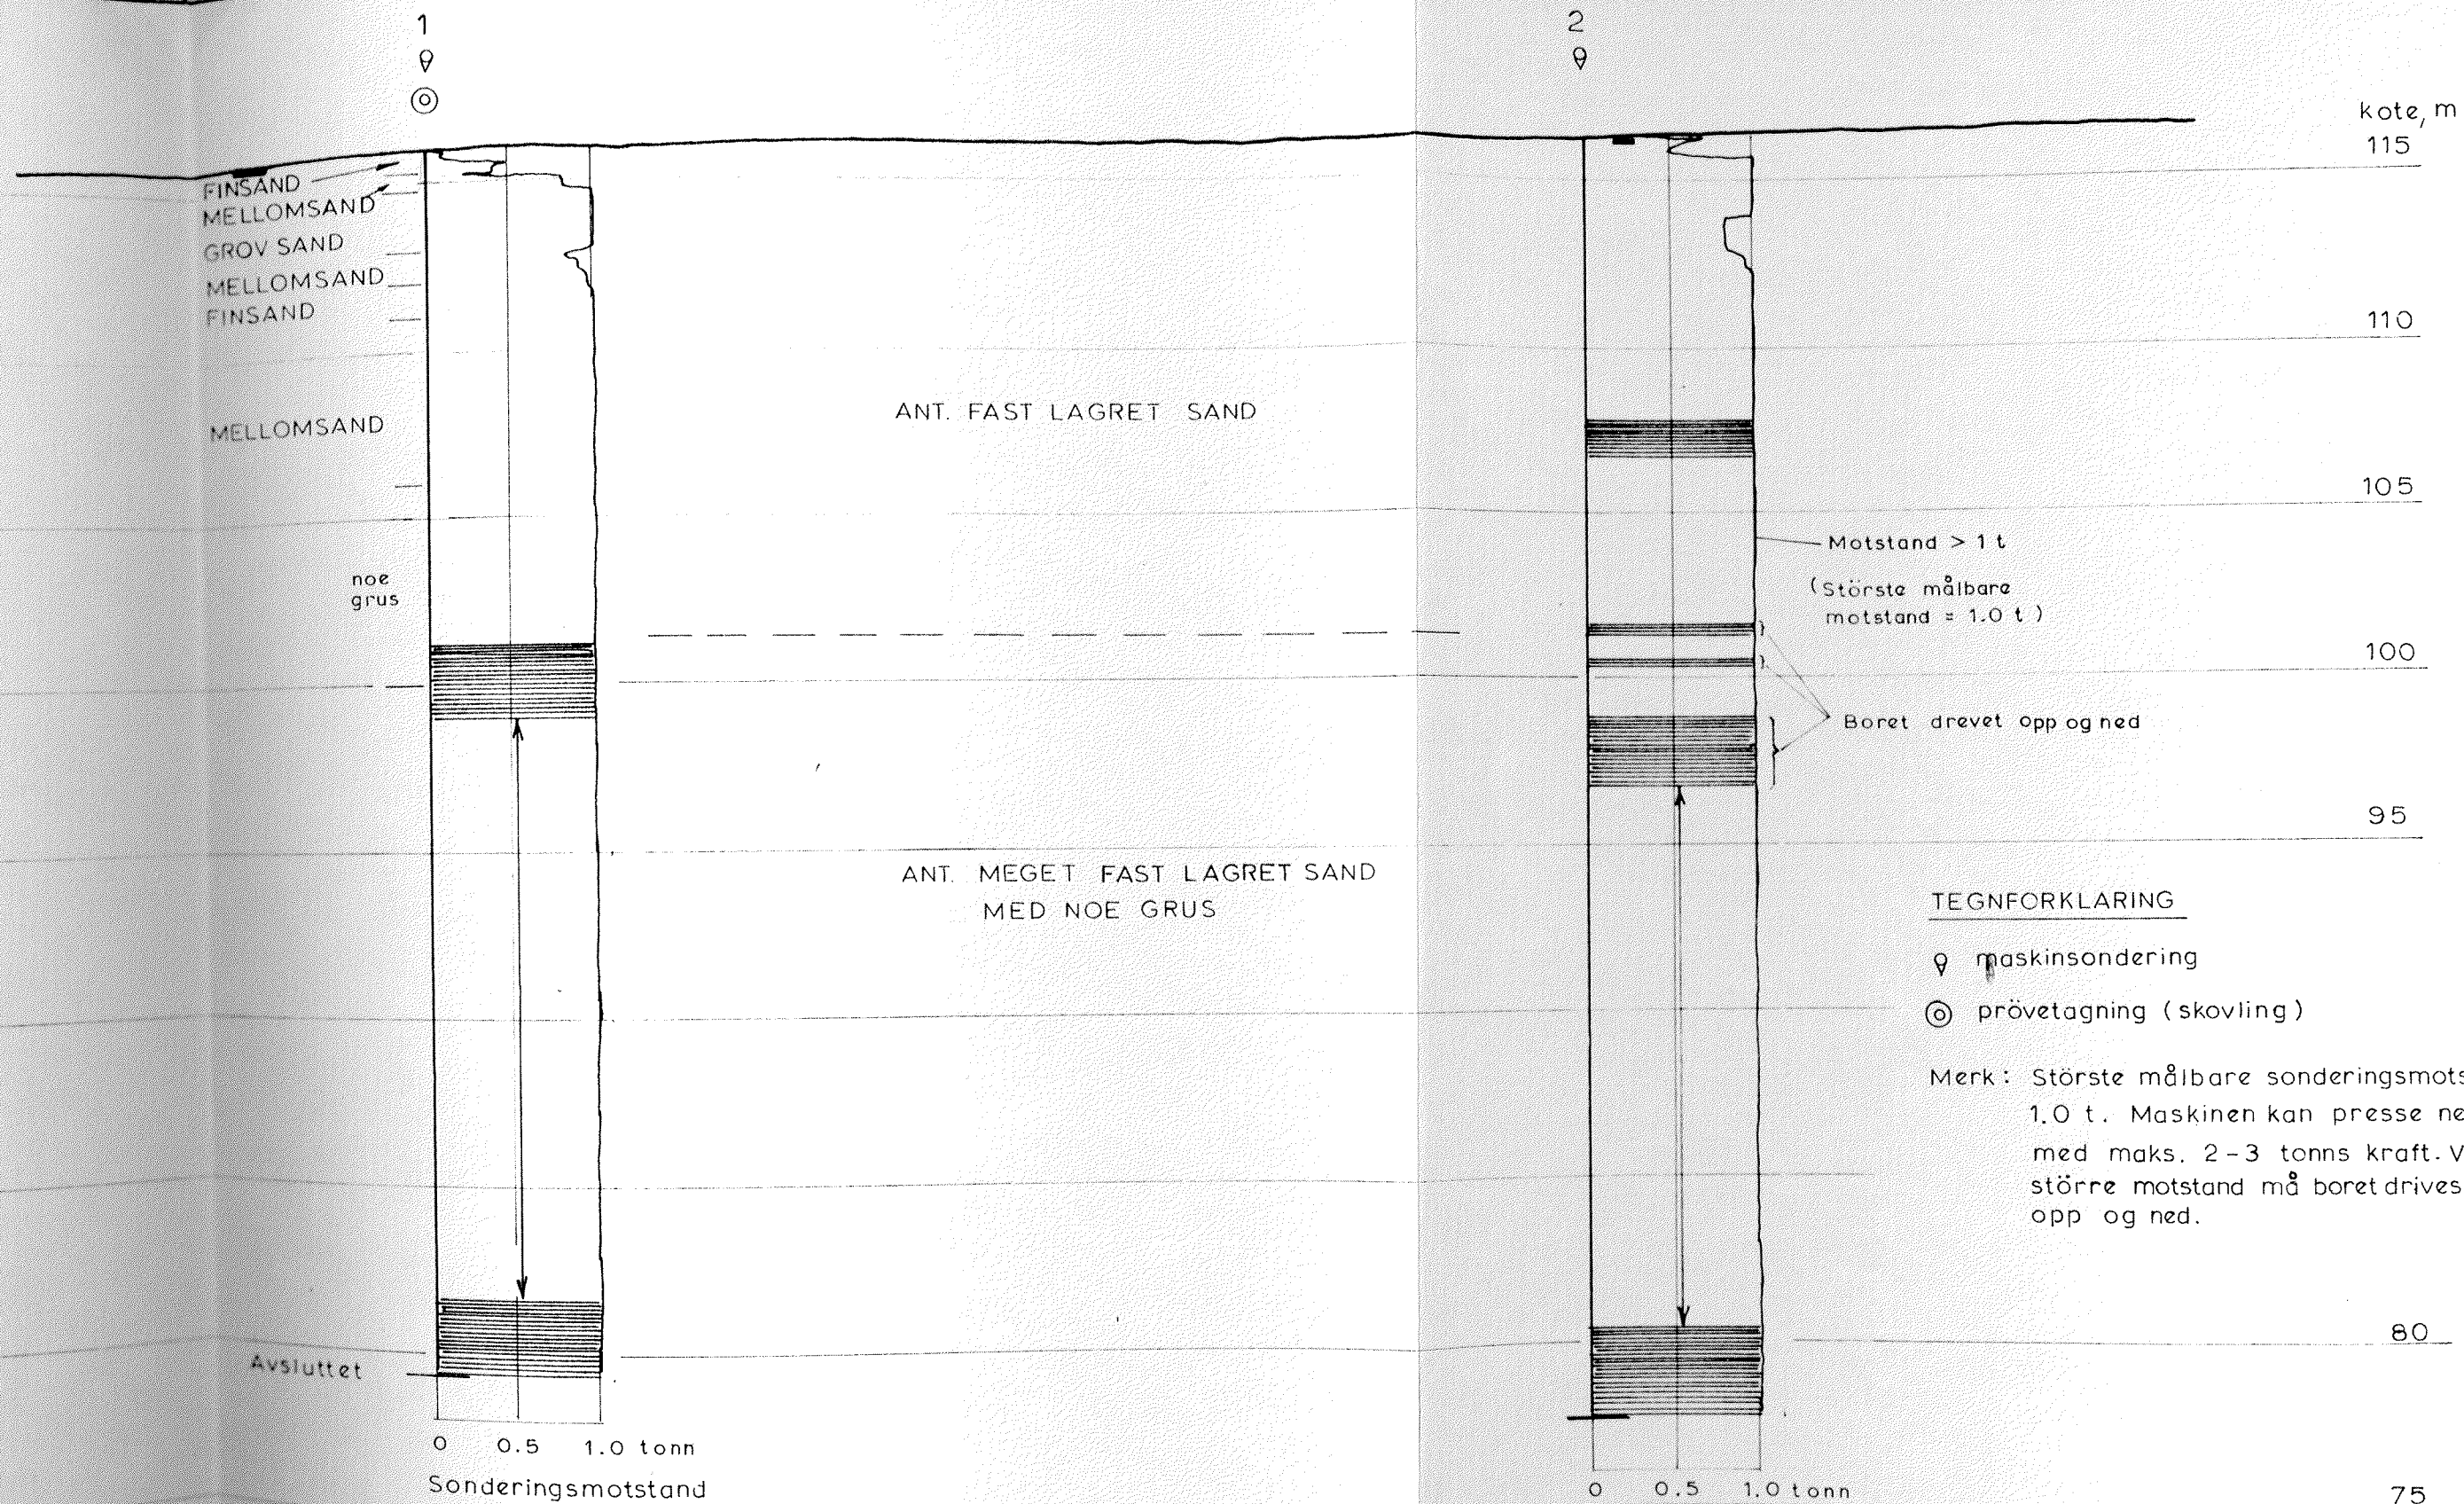 1
2
kote, m
115
FINSAND
MELLOMSAND
GROV SAND
MELLOMSAND
FINSAND
110
ANT. FAST LAGRET SAND
MELLOMSAND
105
Motstand > 1 t
noe
grus
(Störste målbare
motstand = 1.0 t )
100
Boret drevet opp og ned
95
ANT. MEGET FAST LAGRET SAND
MED NOE GRUS
TEGNFORKLARING
maskinsondering
prövetagning ( skovling )
Merk : Störste målbare sonderingsmots
1.0 t. Maskinen kan presse ne
med maks. 2-3 tonns kraft. V
större motstand må boret drives
opp og ned.
80
Avsluttet
0 0.5 1.0 tonn
Sonderingsmotstand
0 0.5 1.0 tonn
75